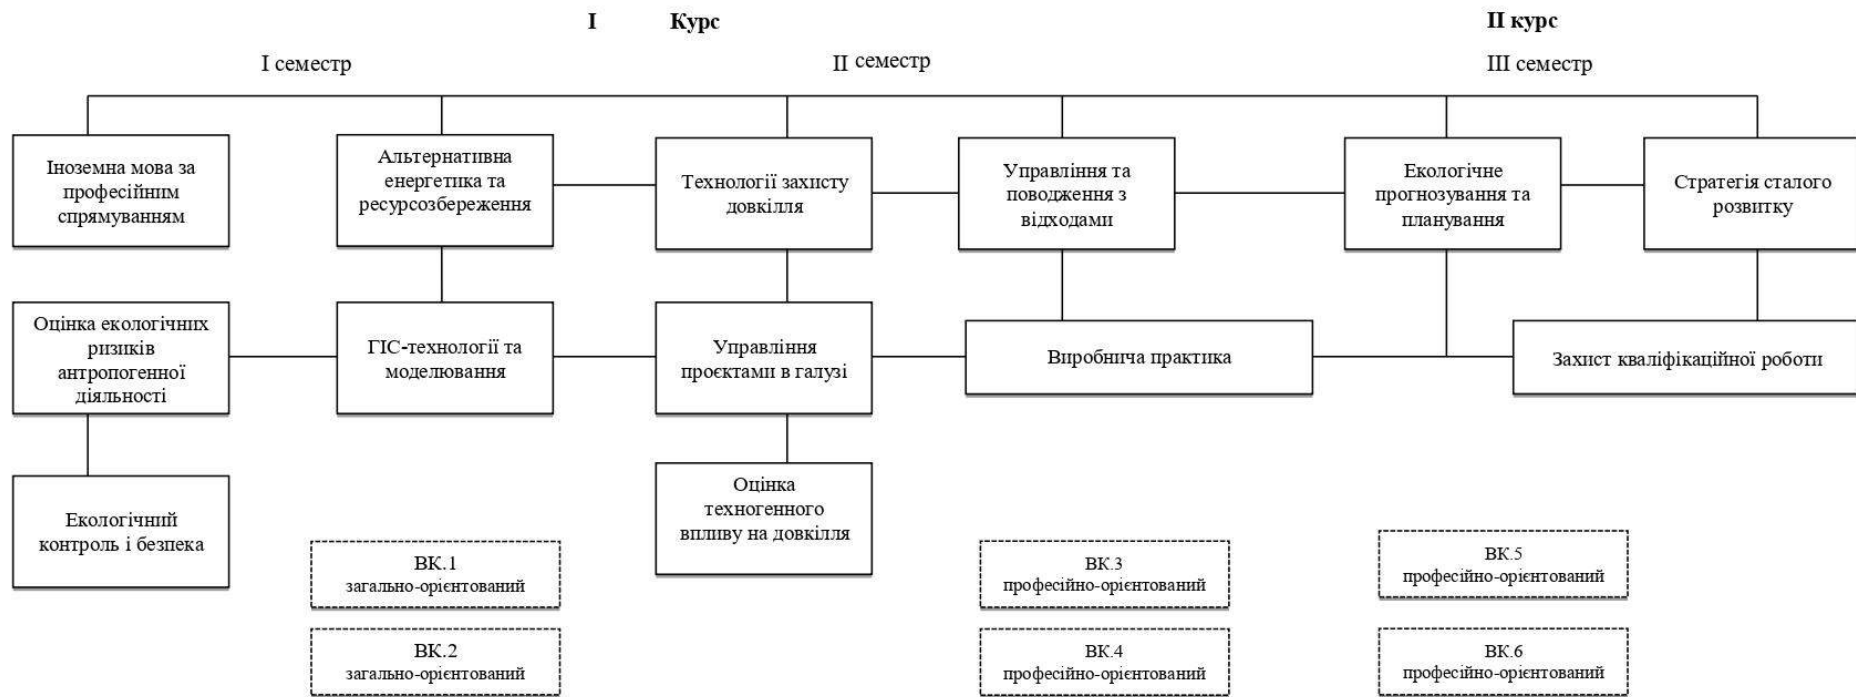 I Курс
II курс
I семестр
II семестр
III семестр
Іноземна мова за
професійним
спрямуванням
Альтернативна
енергетика та
ресурсозбереження
Технології захисту
довкілля
Управління та
поводження з
відходами
Екологічне
прогнозування та
планування
Стратегія сталого
розвитку
Оцінка екологічних
ризиків
антропогенної
діяльності
ГІС-технології та
моделювання
Управління
проєктами в галузі
Виробнича практика
Захист кваліфікаційної роботи
Екологічний
контроль і безпека
Оцінка
техногенного
впливу на довкілля
ВК.1
загально-орієнтований
ВК.3
професійно-орієнтований
ВК.5
професійно-орієнтований
ВК.2
загально-орієнтований
ВК.4
професійно-орієнтований
ВК.6
професійно-орієнтований